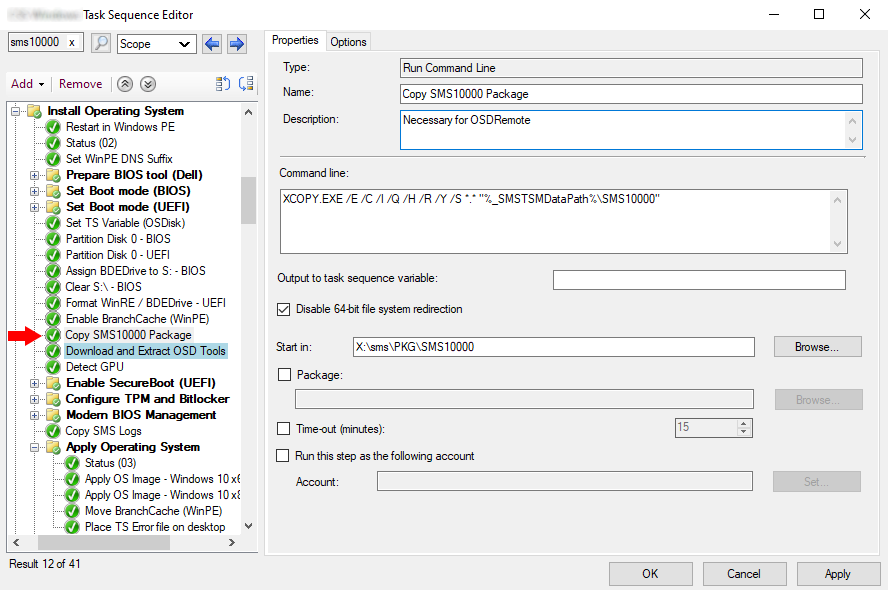 Task Sequence Editor
sms10000 x
Scope
Add
Remove
Install Operating System
Restart in Windows PE
Status (02)
Set WinPE DNS Suffix
Prepare BIOS tool (Dell)
Set Boot mode (BIOS)
Set Boot mode (UEFI)
Set TS Variable (OSDisk)
Partition Disk 0 - BIOS
Partition Disk 0 - UEFI
Assign BDEDrive to S: - BIOS
Clear S:\ - BIOS
Format WinRE / BDEDrive - UEFI
Enable BranchCache (WinPE)
Copy SMS10000 Package
Download and Extract OSD Tools
Detect GPU
Enable SecureBoot (UEFI)
Configure TPM and Bitlocker
Modern BIOS Management
Copy SMS Logs
Apply Operating System
Status (03)
Apply OS Image - Windows 10 x6
Apply OS Image - Windows 10 x8
Move BranchCache (WinPE)
Place TS Error file on desktop
Result 12 of 41
Properties
Options
Type:
Run Command Line
Name:
Copy SMS10000 Package
Description:
Necessary for OSDRemote
Command line:
XCOPY.EXE /E /C /I /Q /H /R /Y /S *.* "%_SMSTSMDataPath%\SMS10000"
Output to task sequence variable:
Disable 64-bit file system redirection
Start in:
X:\sms\PKG\SMS10000
Browse...
Package:
Browse...
Time-out (minutes):
15
Run this step as the following account
Account:
Set...
OK
Cancel
Apply